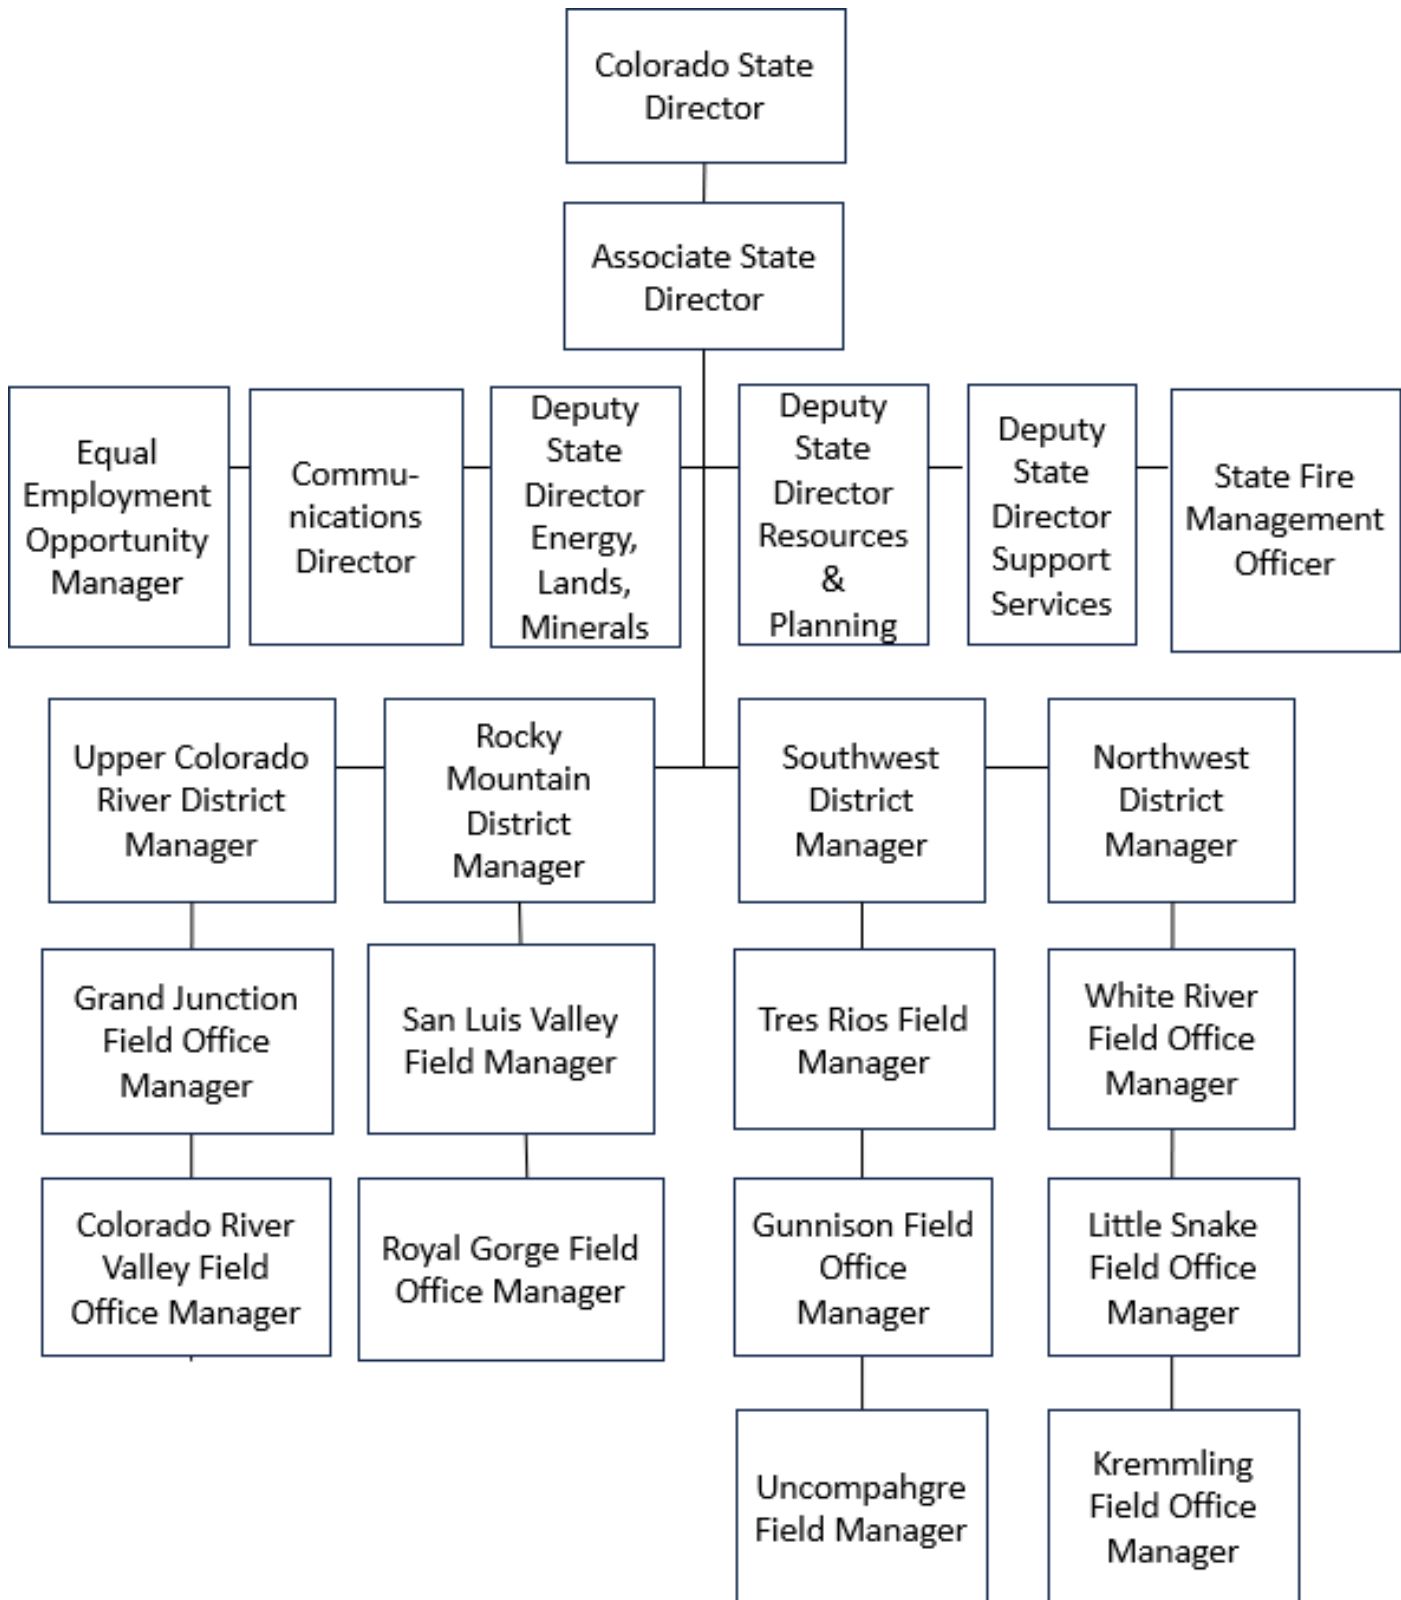 Colorado State
Director
Associate State
Director
Equal
Employment
Opportunity
Manager
Commu-
nications
Director
Deputy
State
Director
Energy,
Lands,
Minerals
Deputy
State
Director
Resources
&
Planning
Deputy
State
Director
Support
Services
State Fire
Management
Officer
Upper Colorado
River District
Manager
Rocky
Mountain
District
Manager
Southwest
District
Manager
Northwest
District
Manager
Grand Junction
Field Office
Manager
San Luis Valley
Field Manager
Tres Rios Field
Manager
White River
Field Office
Manager
Colorado River
Valley Field
Office Manager
Royal Gorge Field
Office Manager
Gunnison Field
Office
Manager
Little Snake
Field Office
Manager
Uncompahgre
Field Manager
Kremmling
Field Office
Manager